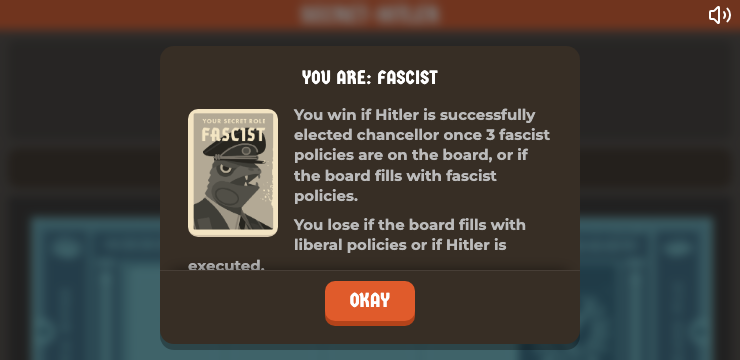 SECRET HITLER
YOU ARE: FASCIST
YOUR SECRET ROLE
FASCIST
You win if Hitler is successfully
elected chancellor once 3 fascist
policies are on the board, or if
the board fills with fascist
policies.
You lose if the board fills with
liberal policies or if Hitler is
executed.
OKAY